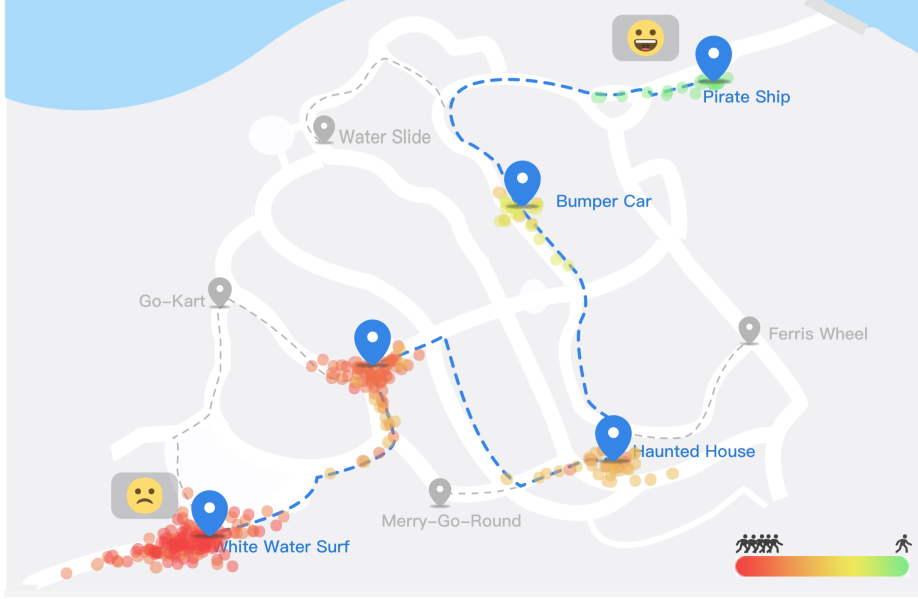 Pirate Ship
Water Slide
Bumper Car
Go-Kart
Ferris Wheel
Haunted House
Merry-Go-Round
White Water Surf